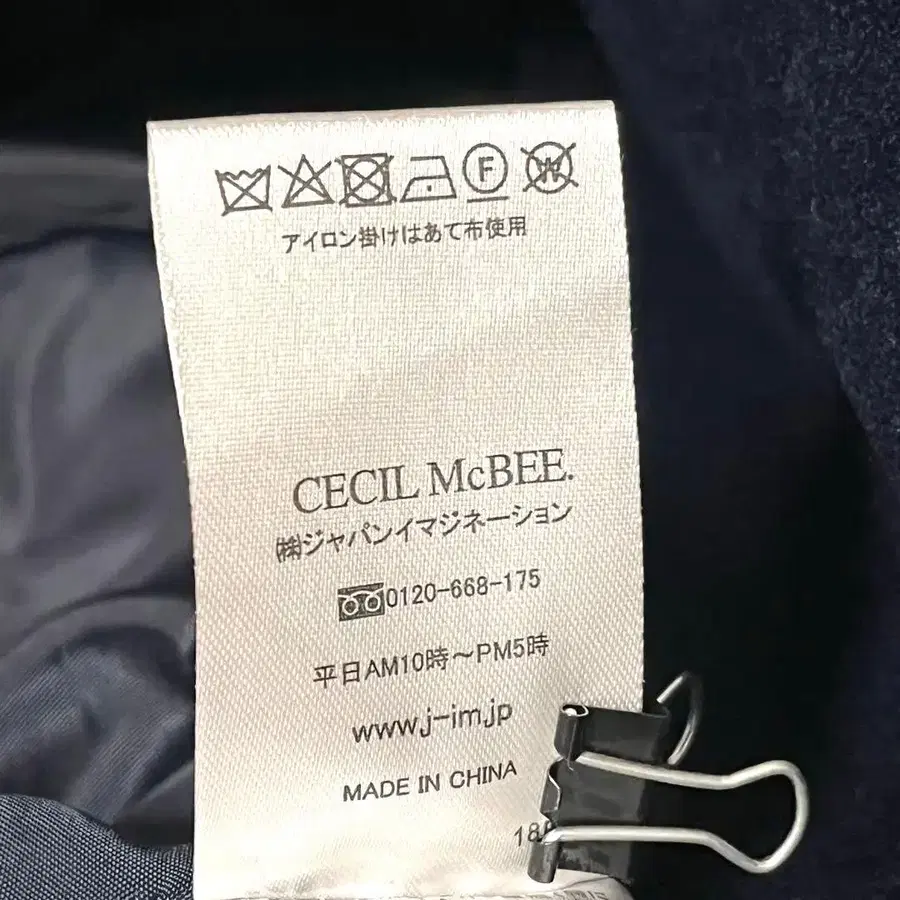 F W
アイロン掛けはあて布使用
CECIL McBEE.
㈱ジャパンイマジネーション
0120-668-175
平日AM10時～PM5時
www.j-im.jp
MADE IN CHINA